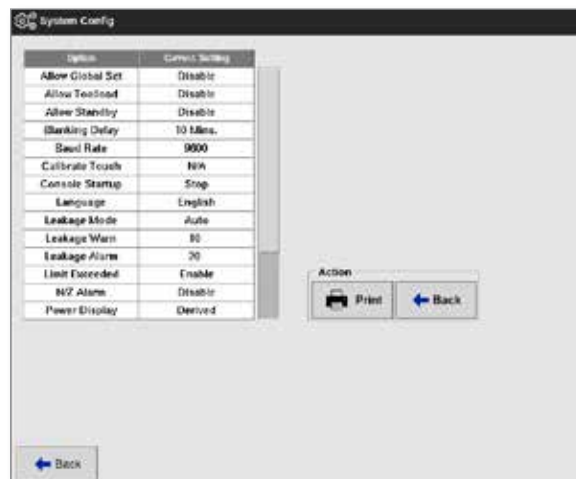 System Config
Option Current Setting
Allow Global Set Disable
Allow Toolload Disable
Allow Standby Disable
Blanking Delay 10 Mins.
Baud Rate 9600
Calibrate Touch N/A
Console Startup Stop
Language English
Leakage Mode Auto
Leakage Warn
Leakage Alarm 20
Limit Exceeded Enable
N/Z Alarm Disable
Power Display Derived
Action
Print Back
Back